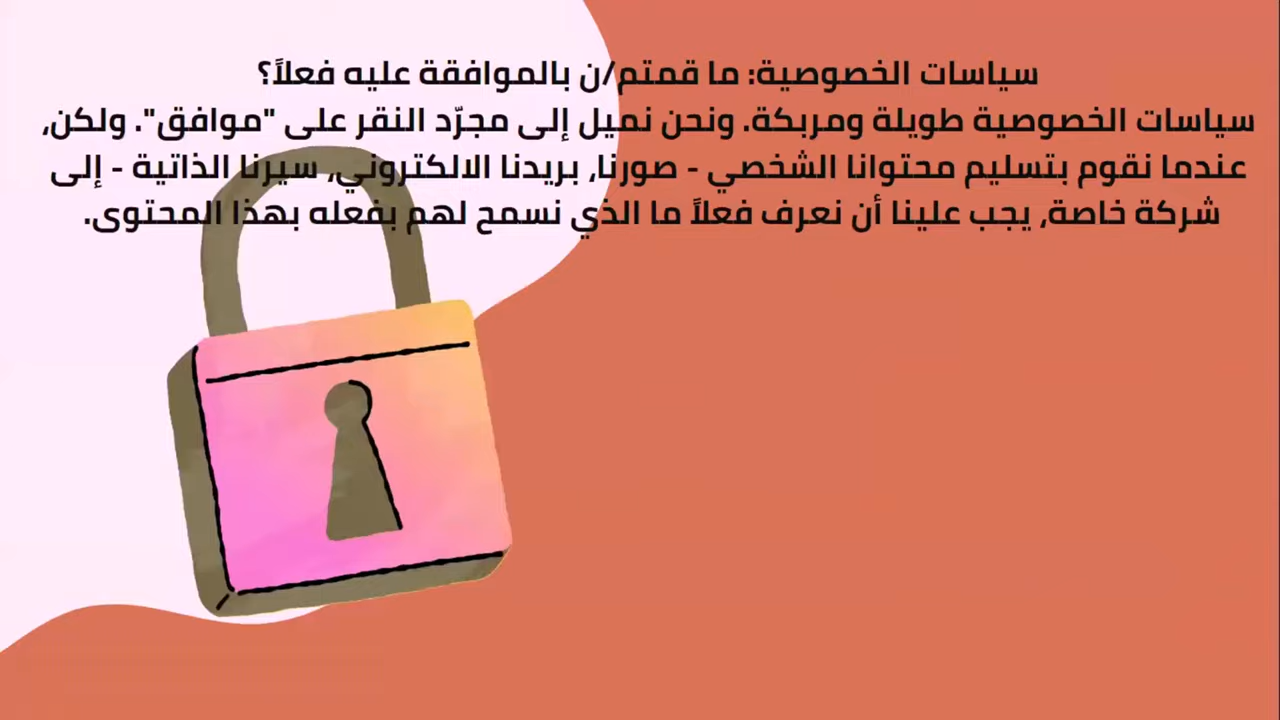 سياسات الخصوصية: ما قمتم/ن بالموافقة عليه فعلاً؟
سياسات الخصوصية طويلة ومربكة. ونحن نميل إلى مجرّد النقر على "موافق". ولكن،
عندما نقوم بتسليم محتوانا الشخصي - صورنا، بريدنا الالكتروني، سيرنا الذاتية - إلى
شركة خاصة، يجب علينا أن نعرف فعلاً ما الذي نسمح لهم بفعله بهذا المحتوى.